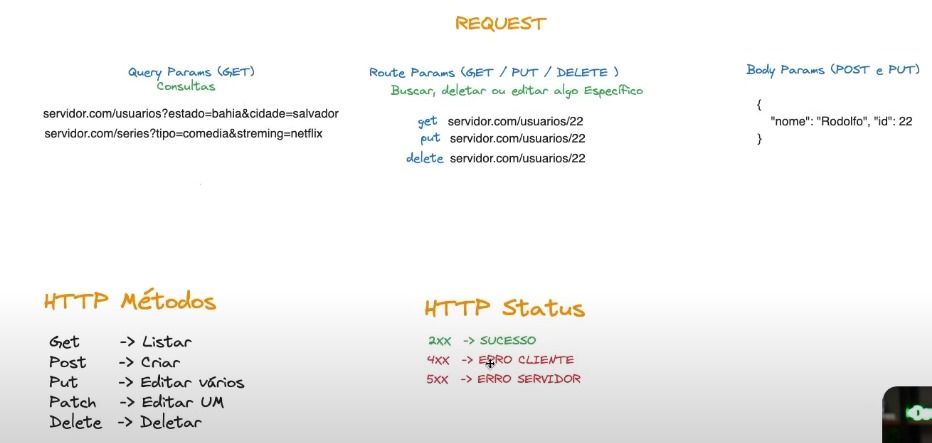 REQUEST
Query Params (GET)
Consultas
servidor.com/usuarios?estado=bahia&cidade=salvador
servidor.com/series?tipo=comedia&streming=netflix
Route Params (GET / PUT / DELETE )
Buscar, deletar ou editar algo Específico
get servidor.com/usuarios/22
put servidor.com/usuarios/22
delete servidor.com/usuarios/22
Body Params (POST e PUT)
{
"nome": "Rodolfo", "id": 22
}
HTTP Métodos
Get -> Listar
Post -> Criar
Put -> Editar vários
Patch -> Editar UM
Delete -> Deletar
HTTP Status
2XX -> SUCESSO
4XX -> ERRO CLIENTE
5XX -> ERRO SERVIDOR